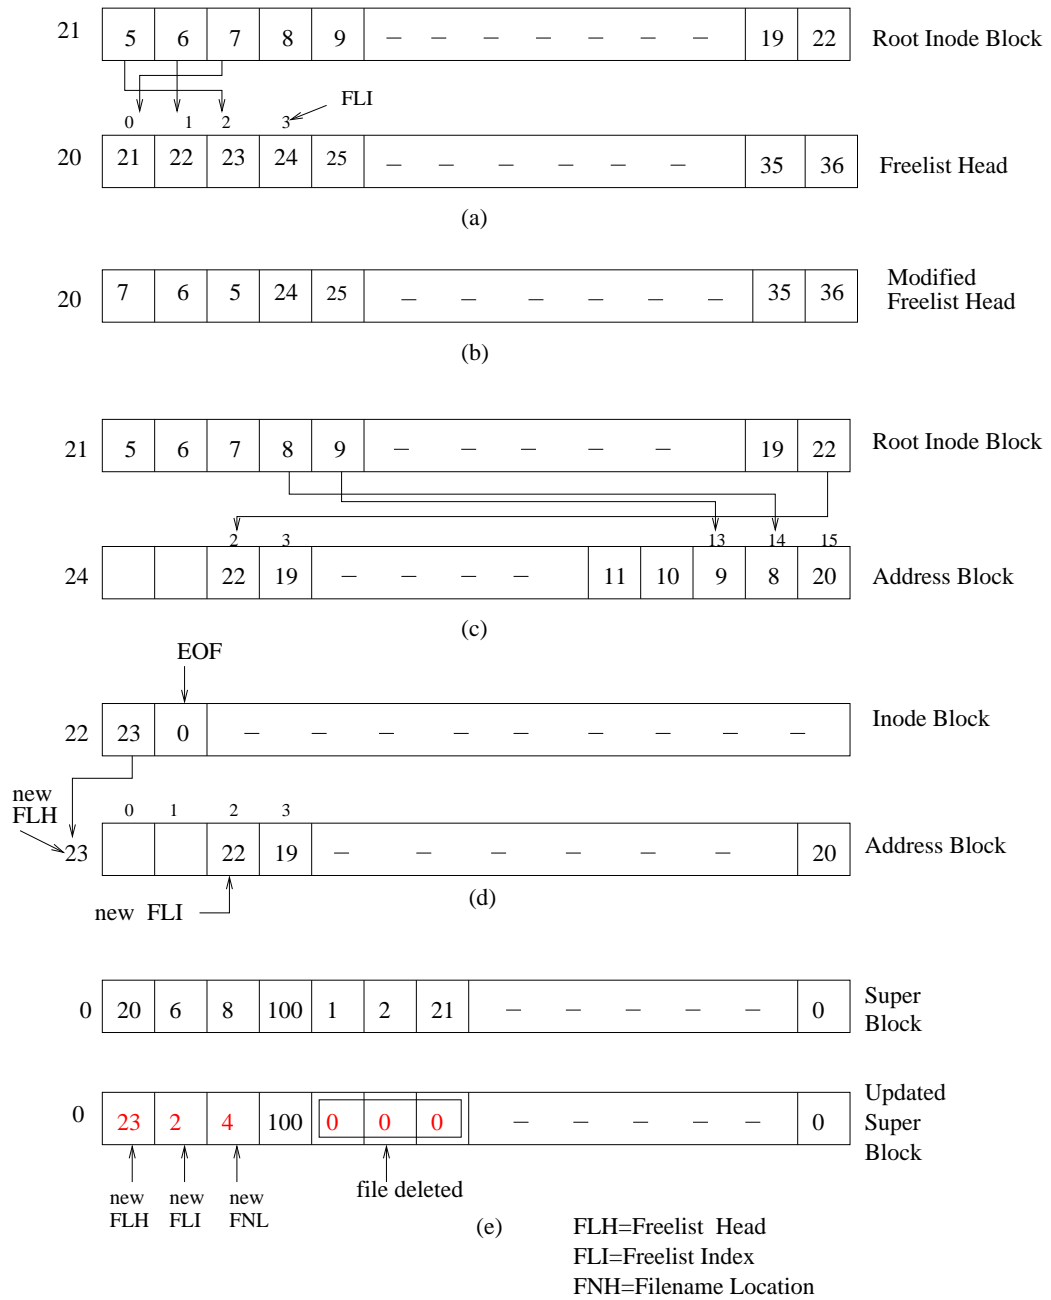 21 5 6 7 8 9 – – – – – – – 19 22 Root Inode Block
FLI
0 1 2 3
20 21 22 23 24 25 – – – – – – 35 36 Freelist Head
(a)
20 7 6 5 24 25 – – – – – – 35 36 Modified
Freelist Head
(b)
21 5 6 7 8 9 – – – – – 19 22 Root Inode Block
2 3 13 14 15
24 22 19 – – – – 11 10 9 8 20 Address Block
(c)
EOF
22 23 0 – – – – – – – – – Inode Block
new
FLH
0 1 2 3
23 22 19 – – – – – – 20 Address Block
new FLI
(d)
0 20 6 8 100 1 2 21 – – – – – 0 Super
Block
0 23 2 4 100 0 0 0 – – – – – 0 Updated
Super
Block
new FLH
new FLI
new FNL
file deleted
(e)
FLH=Freelist Head
FLI=Freelist Index
FNH=Filename Location